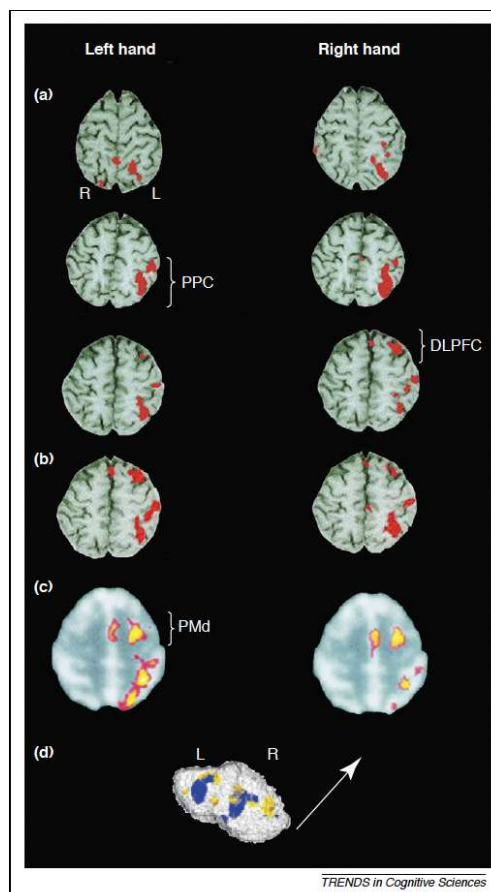 Left hand Right hand
(a)
R L
PPC
DLPFC
(b)
(c)
PMd
(d)
L R
TRENDS in Cognitive Sciences